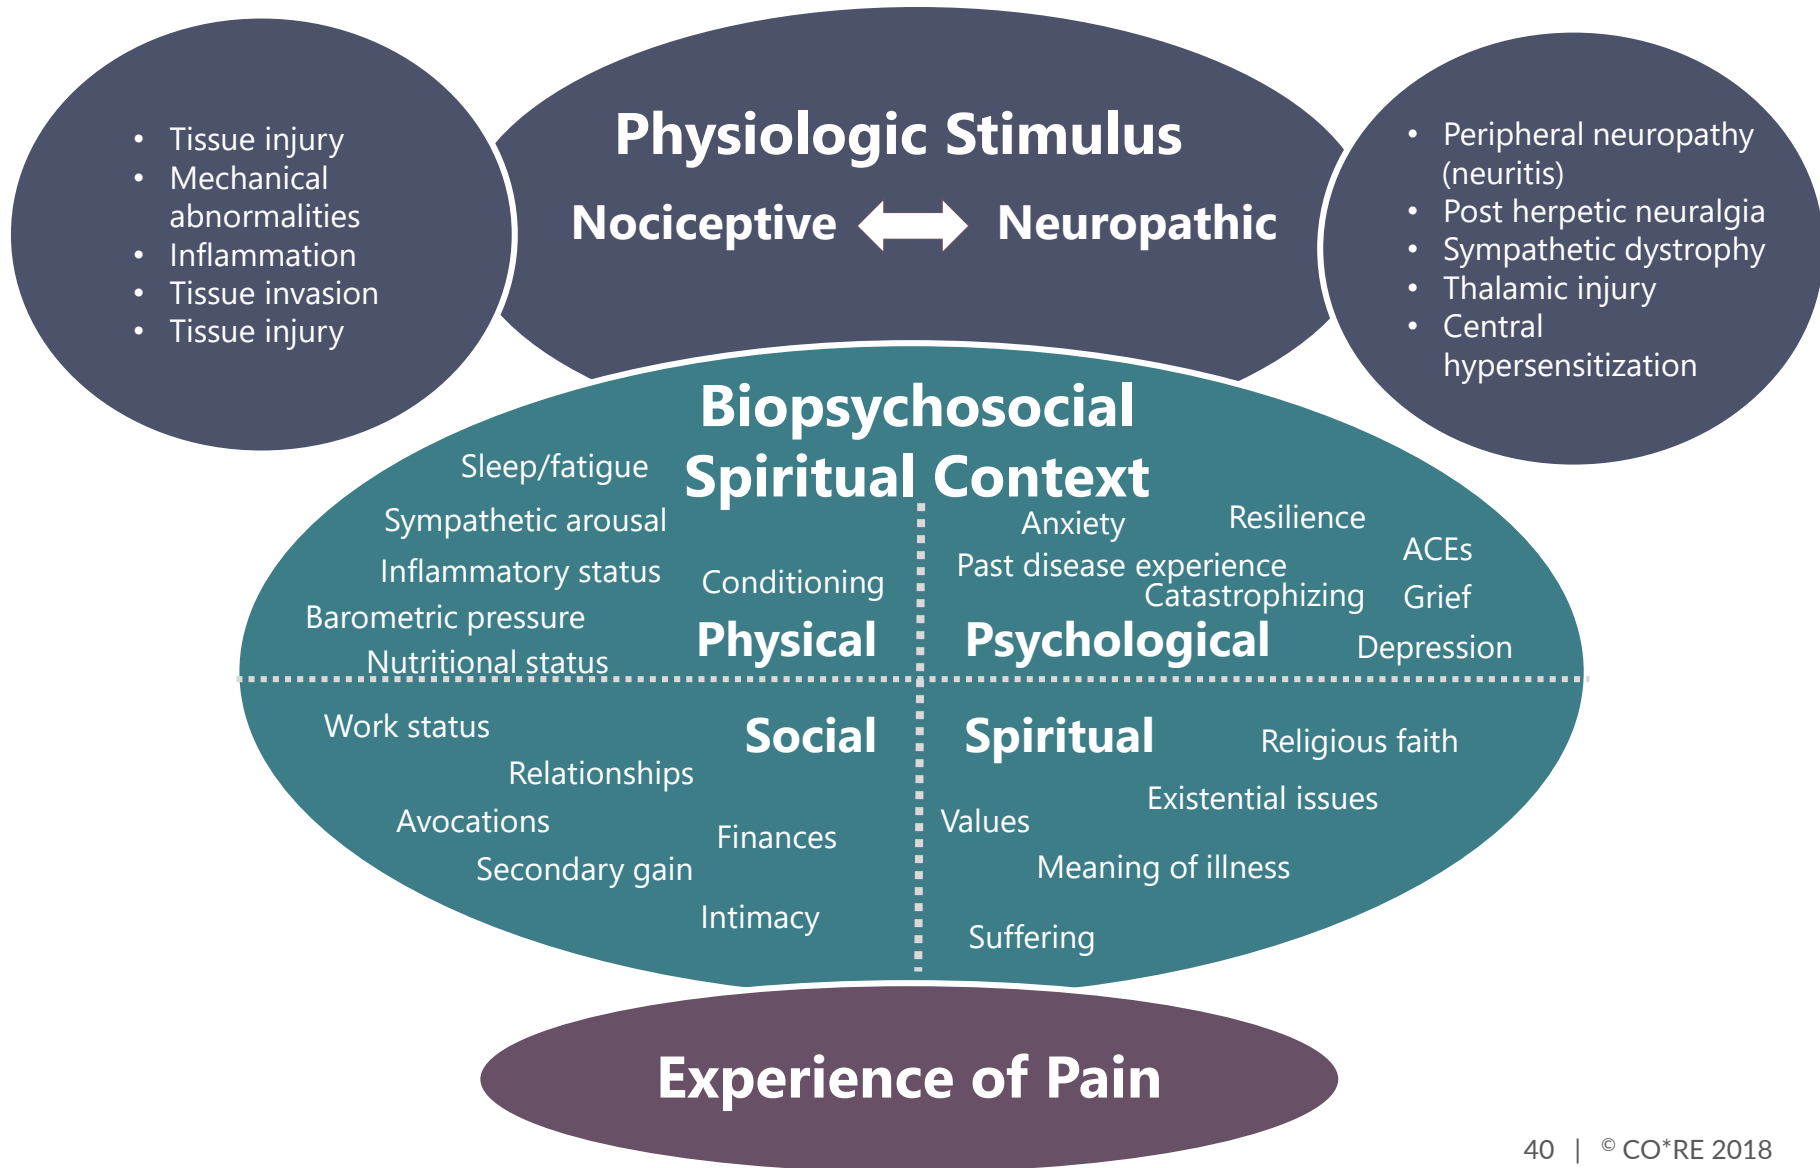 • Tissue injury
• Mechanical
abnormalities
• Inflammation
• Tissue invasion
• Tissue injury
Physiologic Stimulus
Nociceptive
Neuropathic
• Peripheral neuropathy
(neuritis)
• Post herpetic neuralgia
• Sympathetic dystrophy
• Thalamic injury
• Central
hypersensitization
Biopsychosocial
Spiritual Context
Sleep/fatigue
Sympathetic arousal
Inflammatory status
Conditioning
Barometric pressure
Physical
Nutritional status
Anxiety
Resilience
ACEs
Past disease experience
Catastrophizing
Grief
Psychological
Depression
Work status
Social
Relationships
Avocations
Finances
Secondary gain
Intimacy
Spiritual
Religious faith
Existential issues
Values
Meaning of illness
Suffering
Experience of Pain
40 | © CO*RE 2018